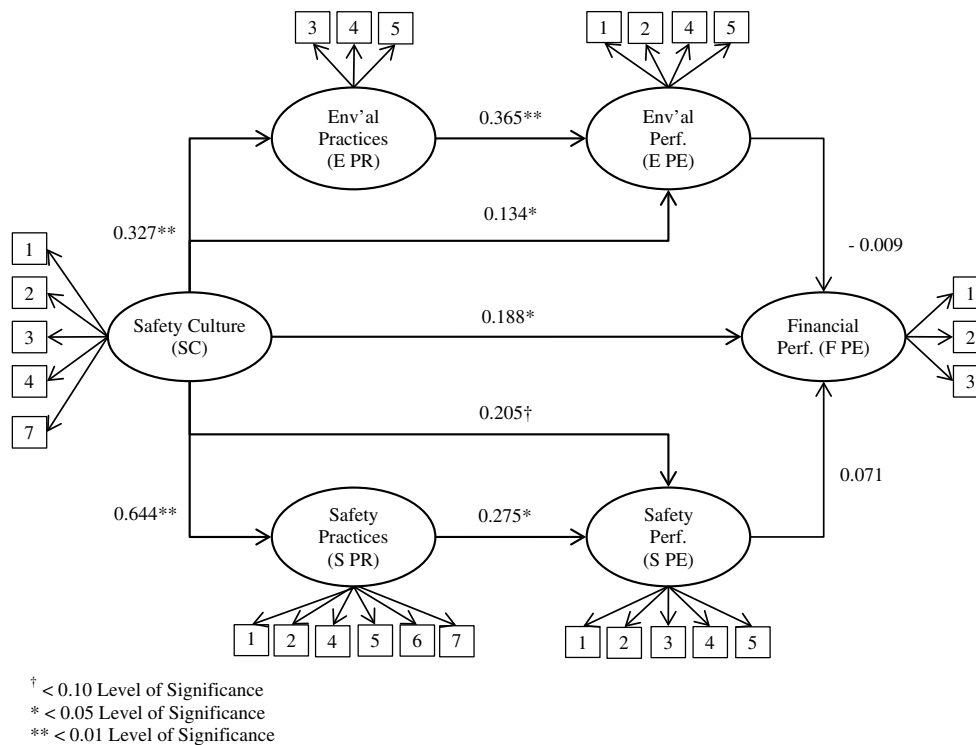 3 4 5
1 2 4 5
Env'al
Practices
(E PR)
0.365**
Env'al
Perf.
(E PE)
0.134*
0.327**
- 0.009
1
2
3
4
7
Safety Culture
(SC)
0.188*
Financial
Perf. (F PE)
1
2
3
0.205†
0.071
0.644**
Safety
Practices
(S PR)
0.275*
Safety
Perf.
(S PE)
1 2 4 5 6 7
1 2 3 4 5
† < 0.10 Level of Significance
* < 0.05 Level of Significance
** < 0.01 Level of Significance